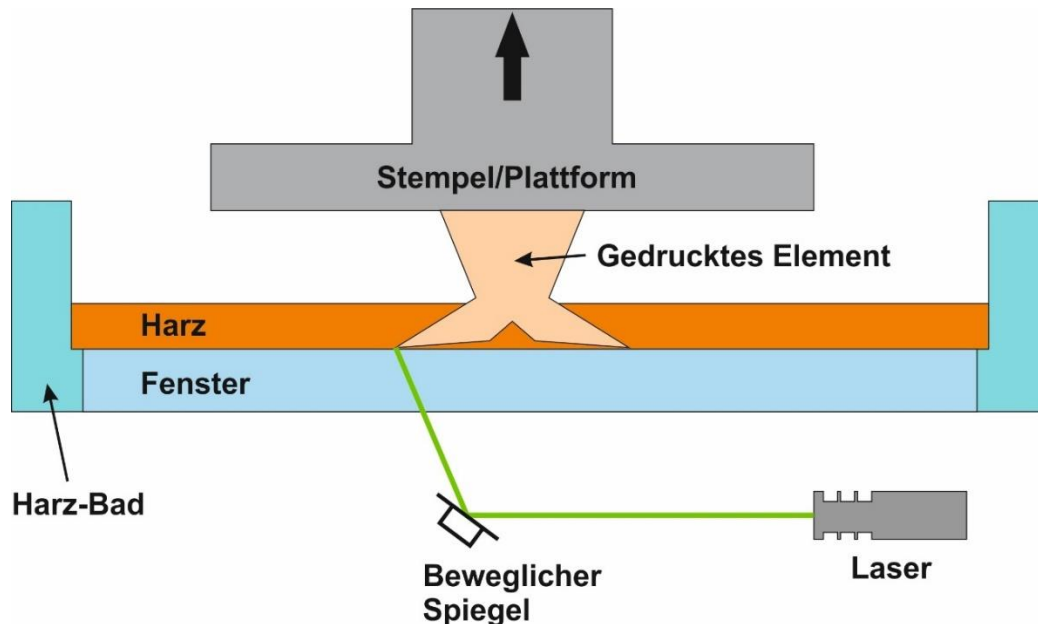 Stempel/Plattform
Gedrucktes Element
Harz
Fenster
Harz-Bad
Beweglicher
Spiegel
Laser